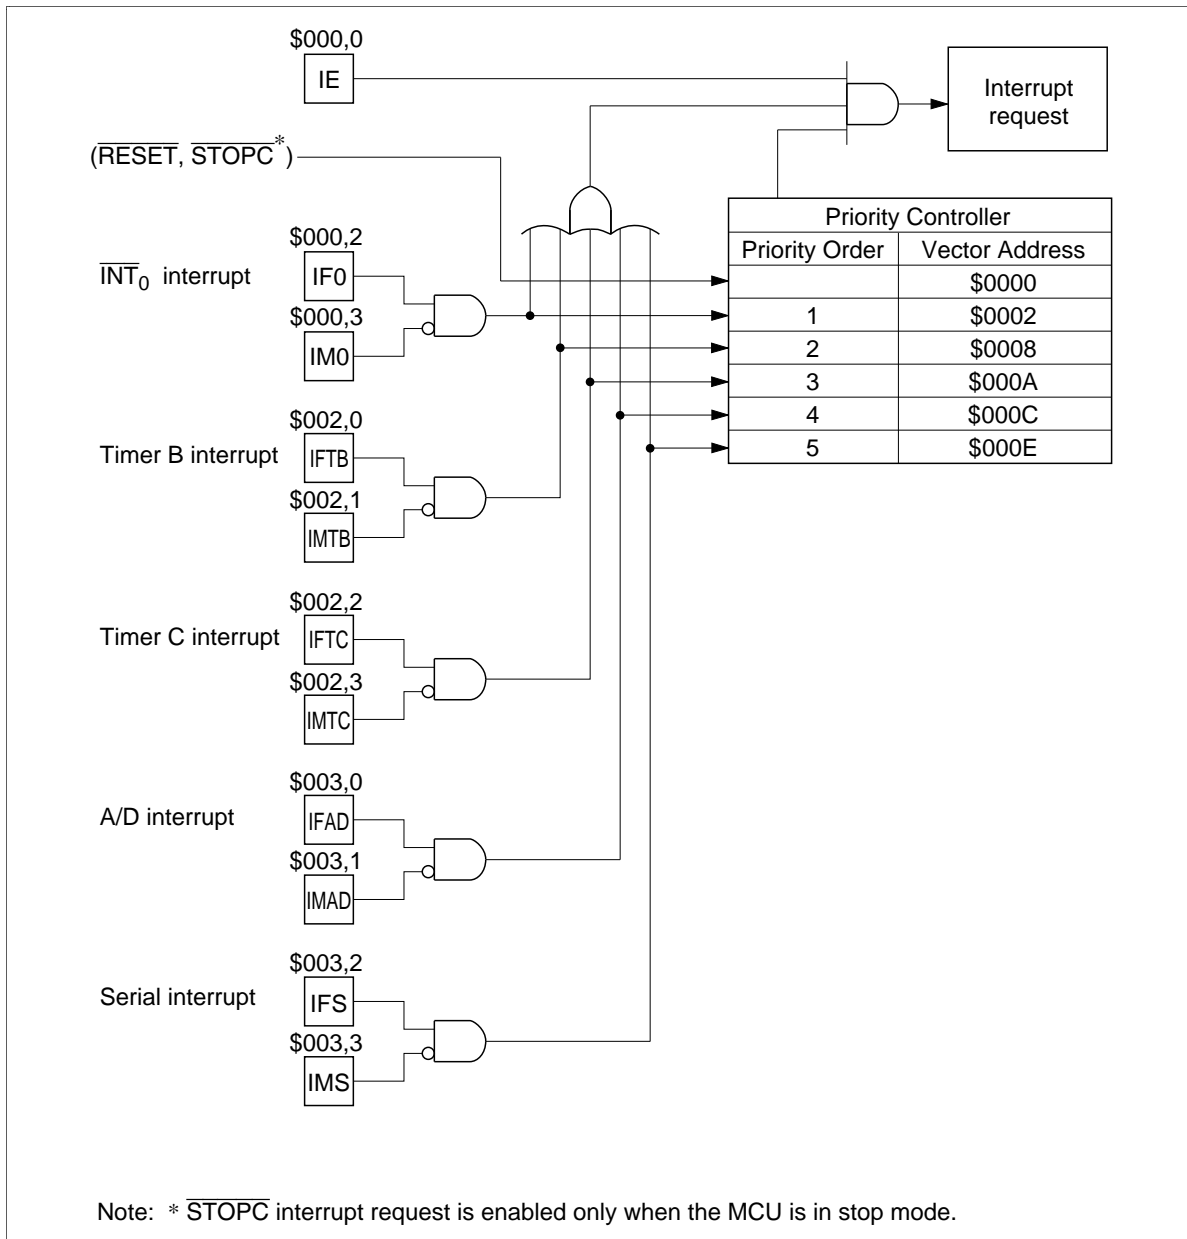 $000,0
IE
Interrupt
request
(RESET, STOPC*)
Priority Controller
Priority Order Vector Address
$0000
1 $0002
2 $0008
3 $000A
4 $000C
5 $000E
$000,2
INT0 interrupt
IF0
$000,3
IM0
$002,0
Timer B interrupt
IFTB
$002,1
IMTB
$002,2
Timer C interrupt
IFTC
$002,3
IMTC
$003,0
A/D interrupt
IFAD
$003,1
IMAD
$003,2
Serial interrupt
IFS
$003,3
IMS
Note: * STOPC interrupt request is enabled only when the MCU is in stop mode.